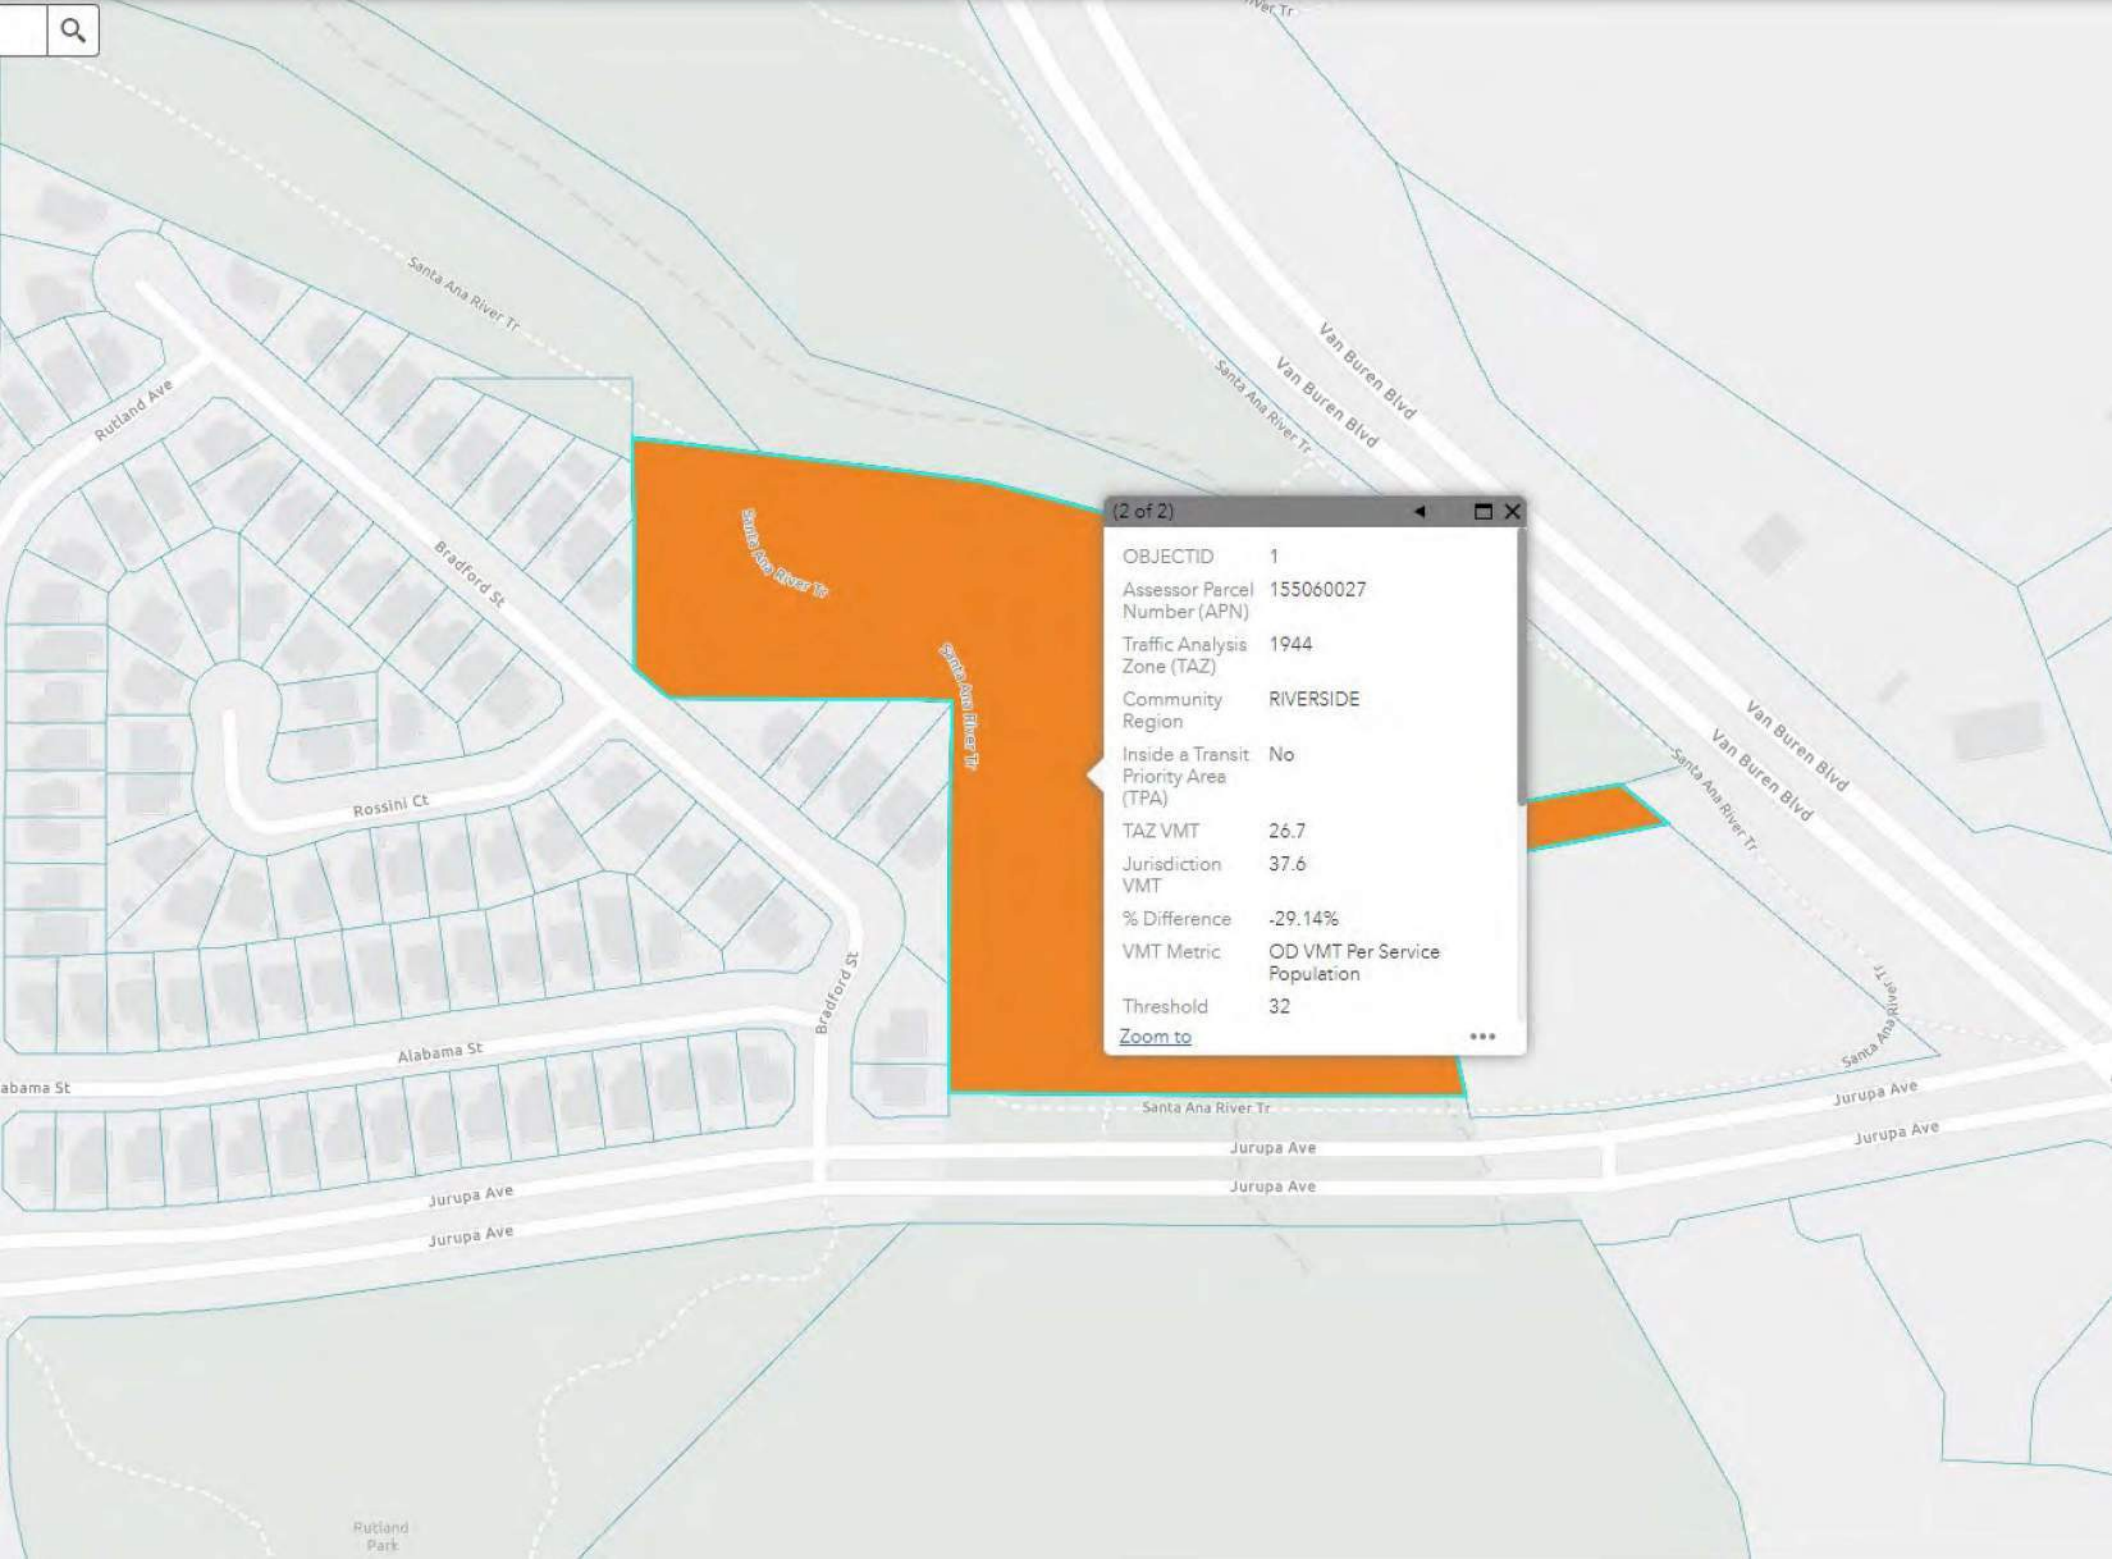 ver Tr
Santa Ana River Tr
Van Buren Blvd
Van Buren Blvd
Santa Ana River Tr
Rutland Ave
Bradford St
Santa Ana River Tr
Santa Ana River Tr
(2 of 2)
OBJECTID 1
Assessor Parcel 155060027
Number (APN)
Traffic Analysis 1944
Zone (TAZ)
Community RIVERSIDE
Region
Inside a Transit No
Priority Area
(TPA)
TAZ VMT 26.7
Jurisdiction 37.6
VMT
% Difference -29.14%
VMT Metric OD VMT Per Service
Population
Threshold 32
Zoom to
Van Buren Blvd
Van Buren Blvd
Santa Ana River Tr
Rossini Ct
Bradford St
Santa Ana River Tr
Alabama St
abama St
Santa Ana River Tr
Jurupa Ave
Jurupa Ave
Jurupa Ave
Jurupa Ave
Jurupa Ave
Jurupa Ave
Rutland
Park